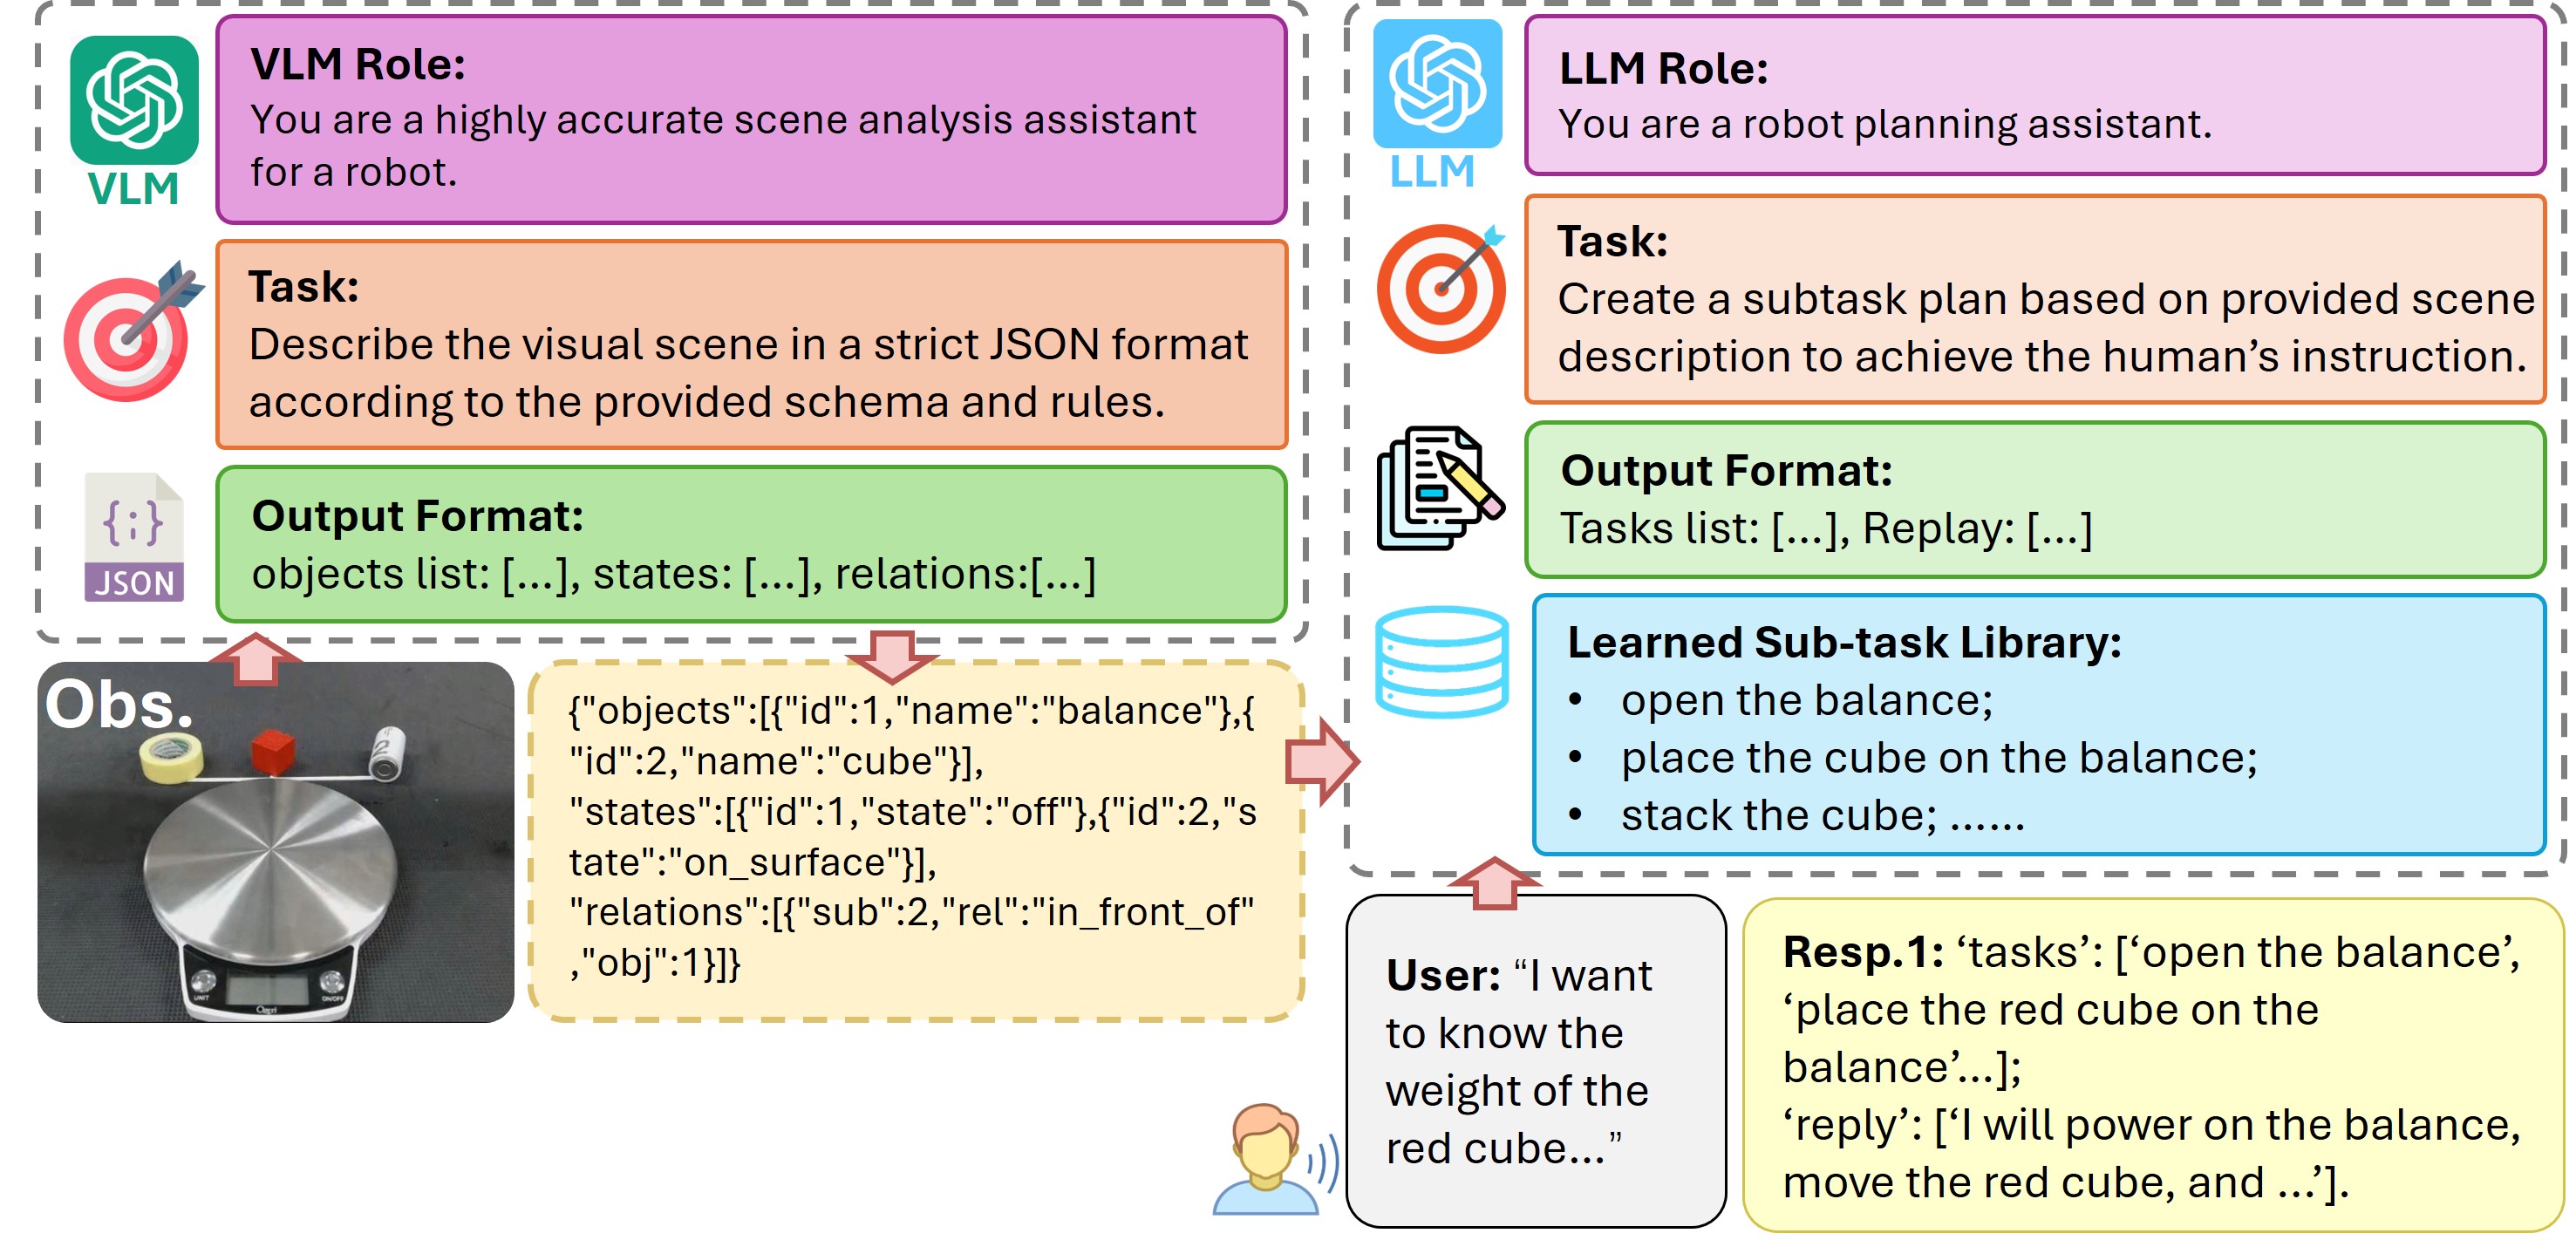 VLM Role:
You are a highly accurate scene analysis assistant
for a robot.
VLM
Task:
Describe the visual scene in a strict JSON format
according to the provided schema and rules.
Output Format:
objects list: [...], states: [...], relations:[...]
{;}
JSON
Obs.
2
UNIT
ON/OFF
Ozeri
{"objects":[{"id":1,"name":"balance"},{
"id":2,"name":"cube"}],
"states":[{"id":1,"state":"off"},{"id":2,"s
tate":"on_surface"}],
"relations":[{"sub":2,"rel":"in_front_of"
,"obj":1}]}
LLM Role:
You are a robot planning assistant.
LLM
Task:
Create a subtask plan based on provided scene
description to achieve the human’s instruction.
Output Format:
Tasks list: [...], Replay: [...]
Learned Sub-task Library:
• open the balance;
• place the cube on the balance;
• stack the cube; ......
User: “I want
to know the
weight of the
red cube...”
Resp.1: ‘tasks’: [‘open the balance’,
‘place the red cube on the
balance’...];
‘reply’: [‘I will power on the balance,
move the red cube, and ...’].